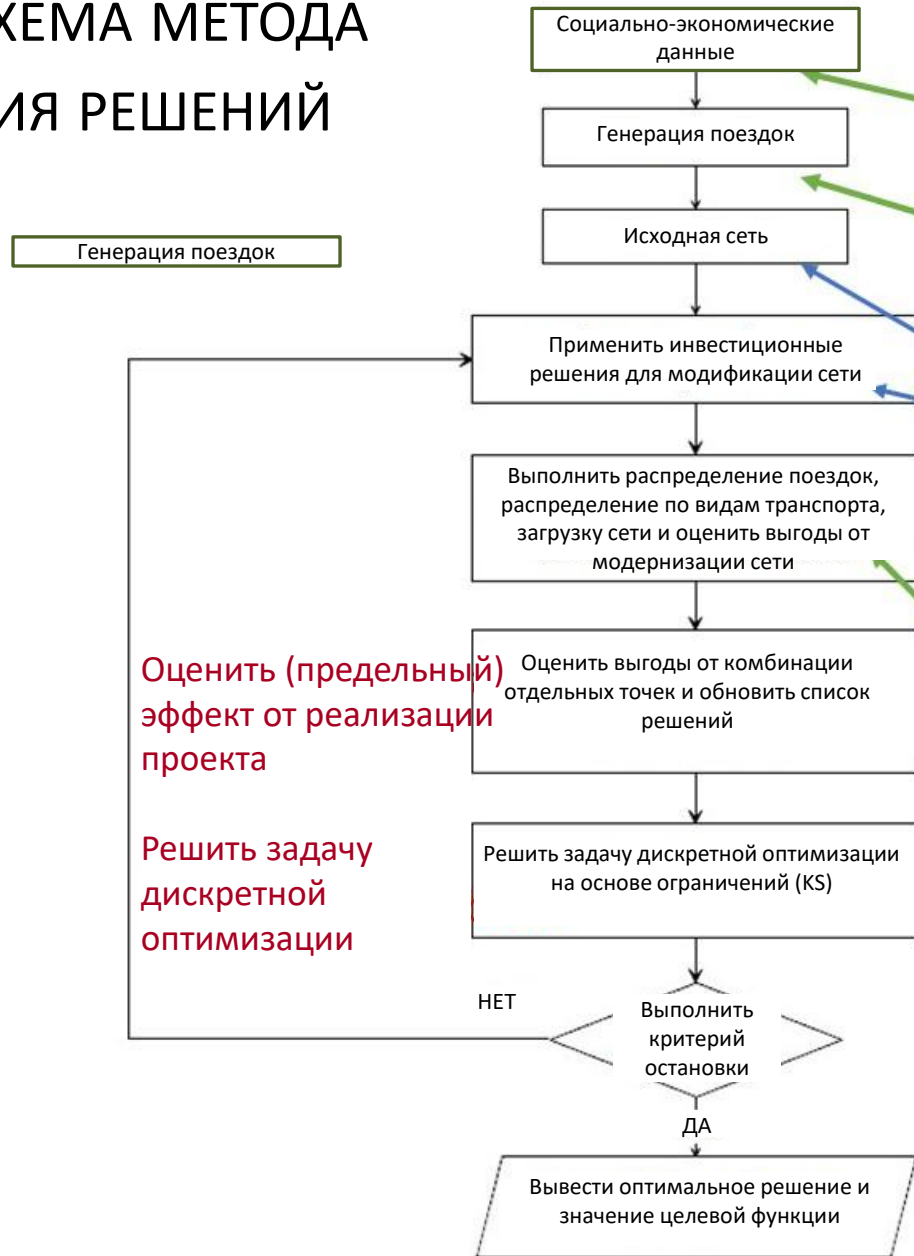 ХЕМА МЕТОДА
ИЯ РЕШЕНИЙ
Социально-экономические
данные
Генерация поездок
Исходная сеть
Генерация поездок
Применить инвестиционные
решения для модификации сети
Выполнить распределение поездок,
распределение по видам транспорта,
загрузку сети и оценить выгоды от
модернизации сети
Оценить (предельный)
эффект от реализации
проекта
Оценить выгоды от комбинации
отдельных точек и обновить список
решений
Решить задачу
дискретной
оптимизации
Решить задачу дискретной оптимизации
на основе ограничений (KS)
НЕТ
Выполнить
критерий
остановки
ДА
Вывести оптимальное решение и
значение целевой функции